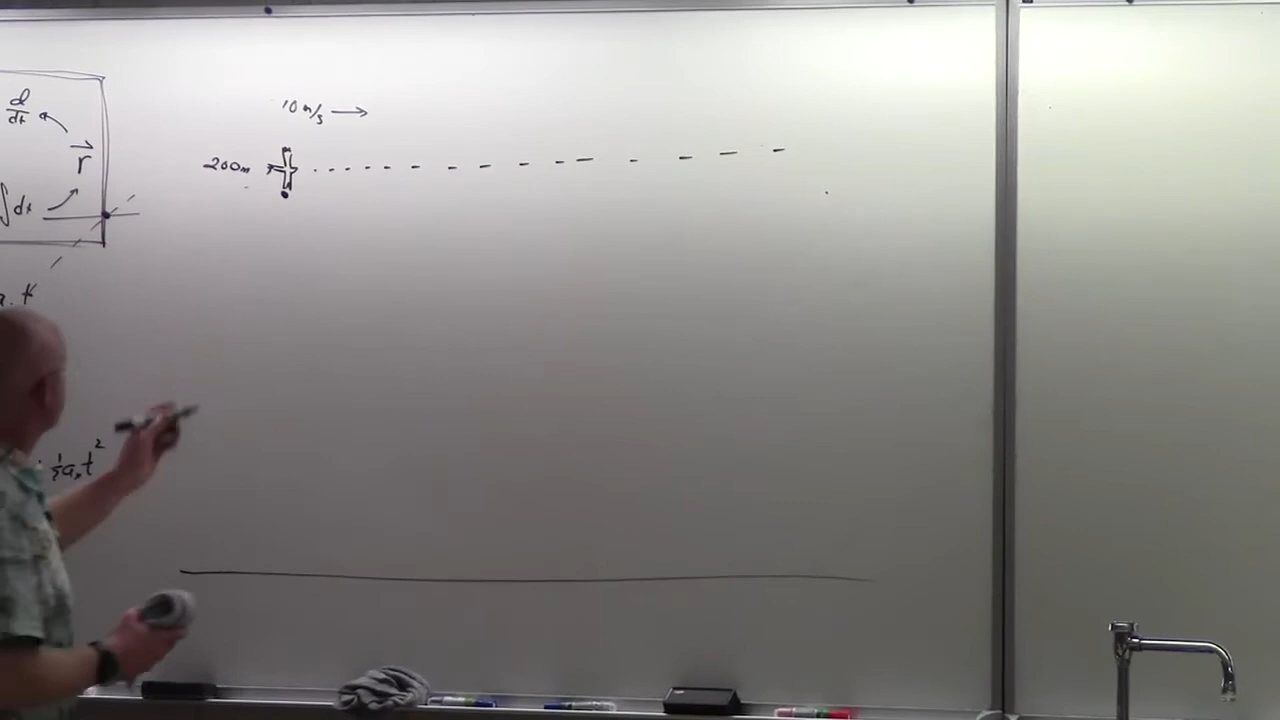 d
dt
r
∫dt
10 m/s
200m
½aₓt²